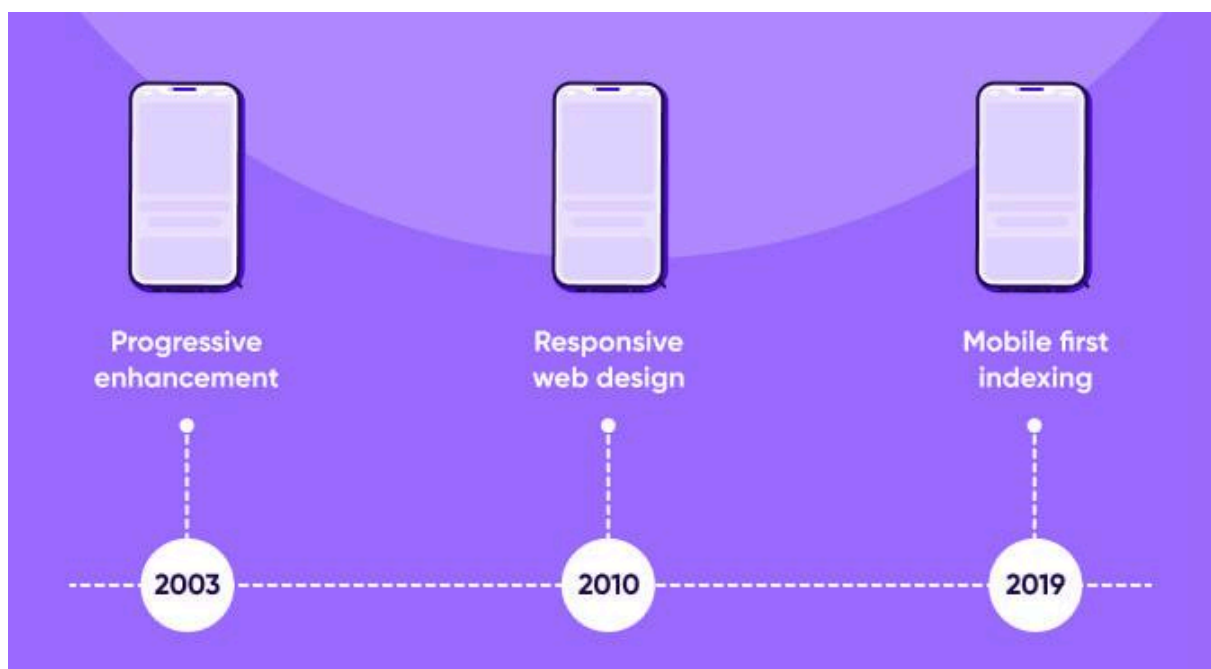 Progressive
enhancement
Responsive
web design
Mobile first
indexing
2003
2010
2019